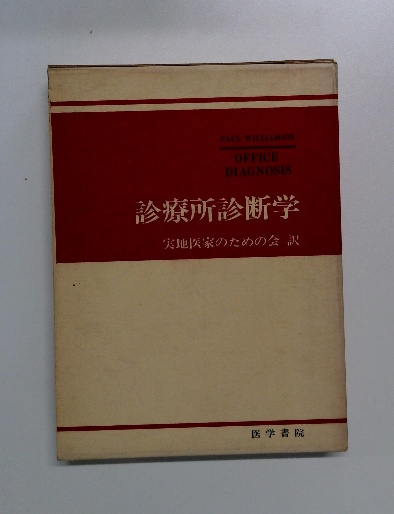 PAUL WILLIAMSON
OFFICE
DIAGNOSIS
診療所診断学
実地医家のための会 訳
医学書院